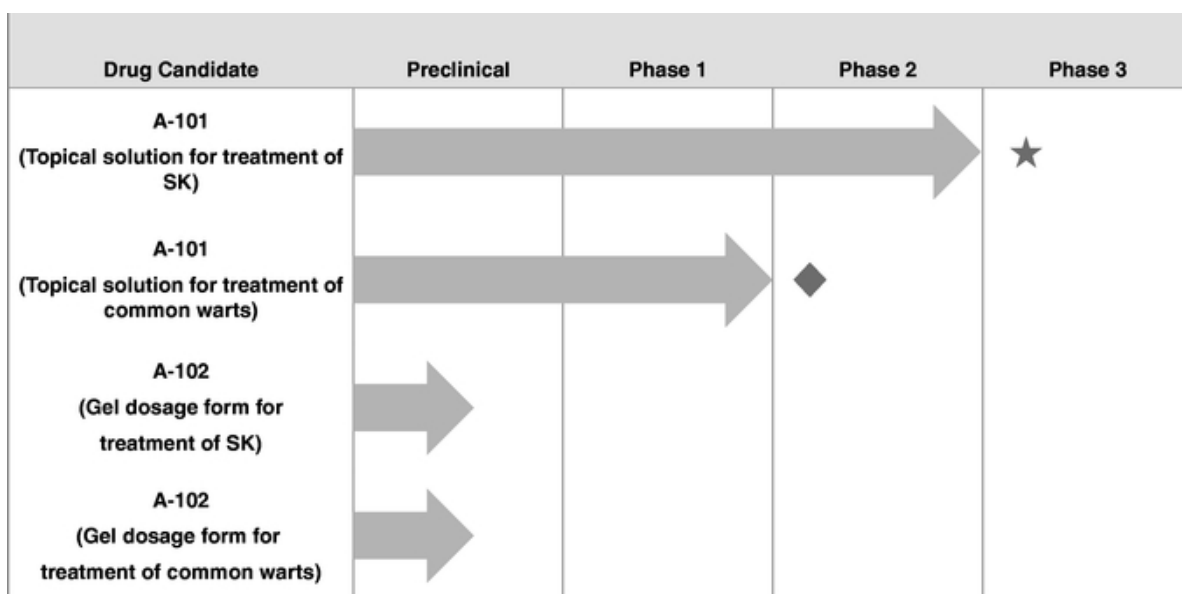 Drug Candidate Preclinical Phase 1 Phase 2 Phase 3
A-101
(Topical solution for treatment of
SK)
A-101
(Topical solution for treatment of
common warts)
A-102
(Gel dosage form for
treatment of SK)
A-102
(Gel dosage form for
treatment of common warts)